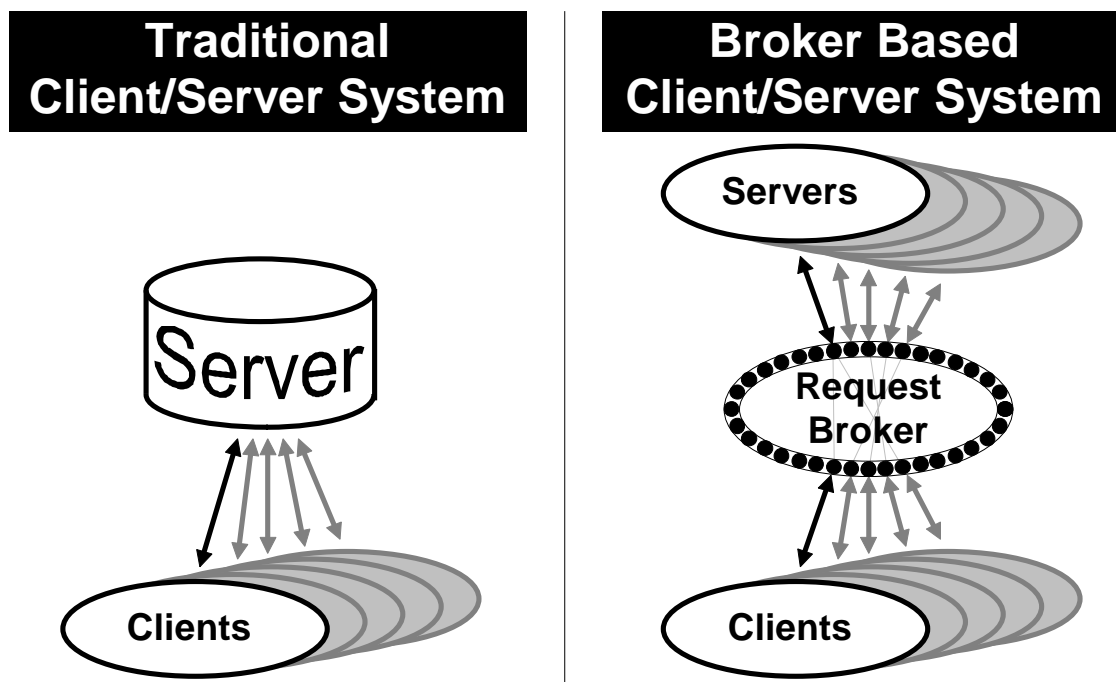 Traditional
Client/Server System
Server
Clients
Broker Based
Client/Server System
Servers
Request
Broker
Clients